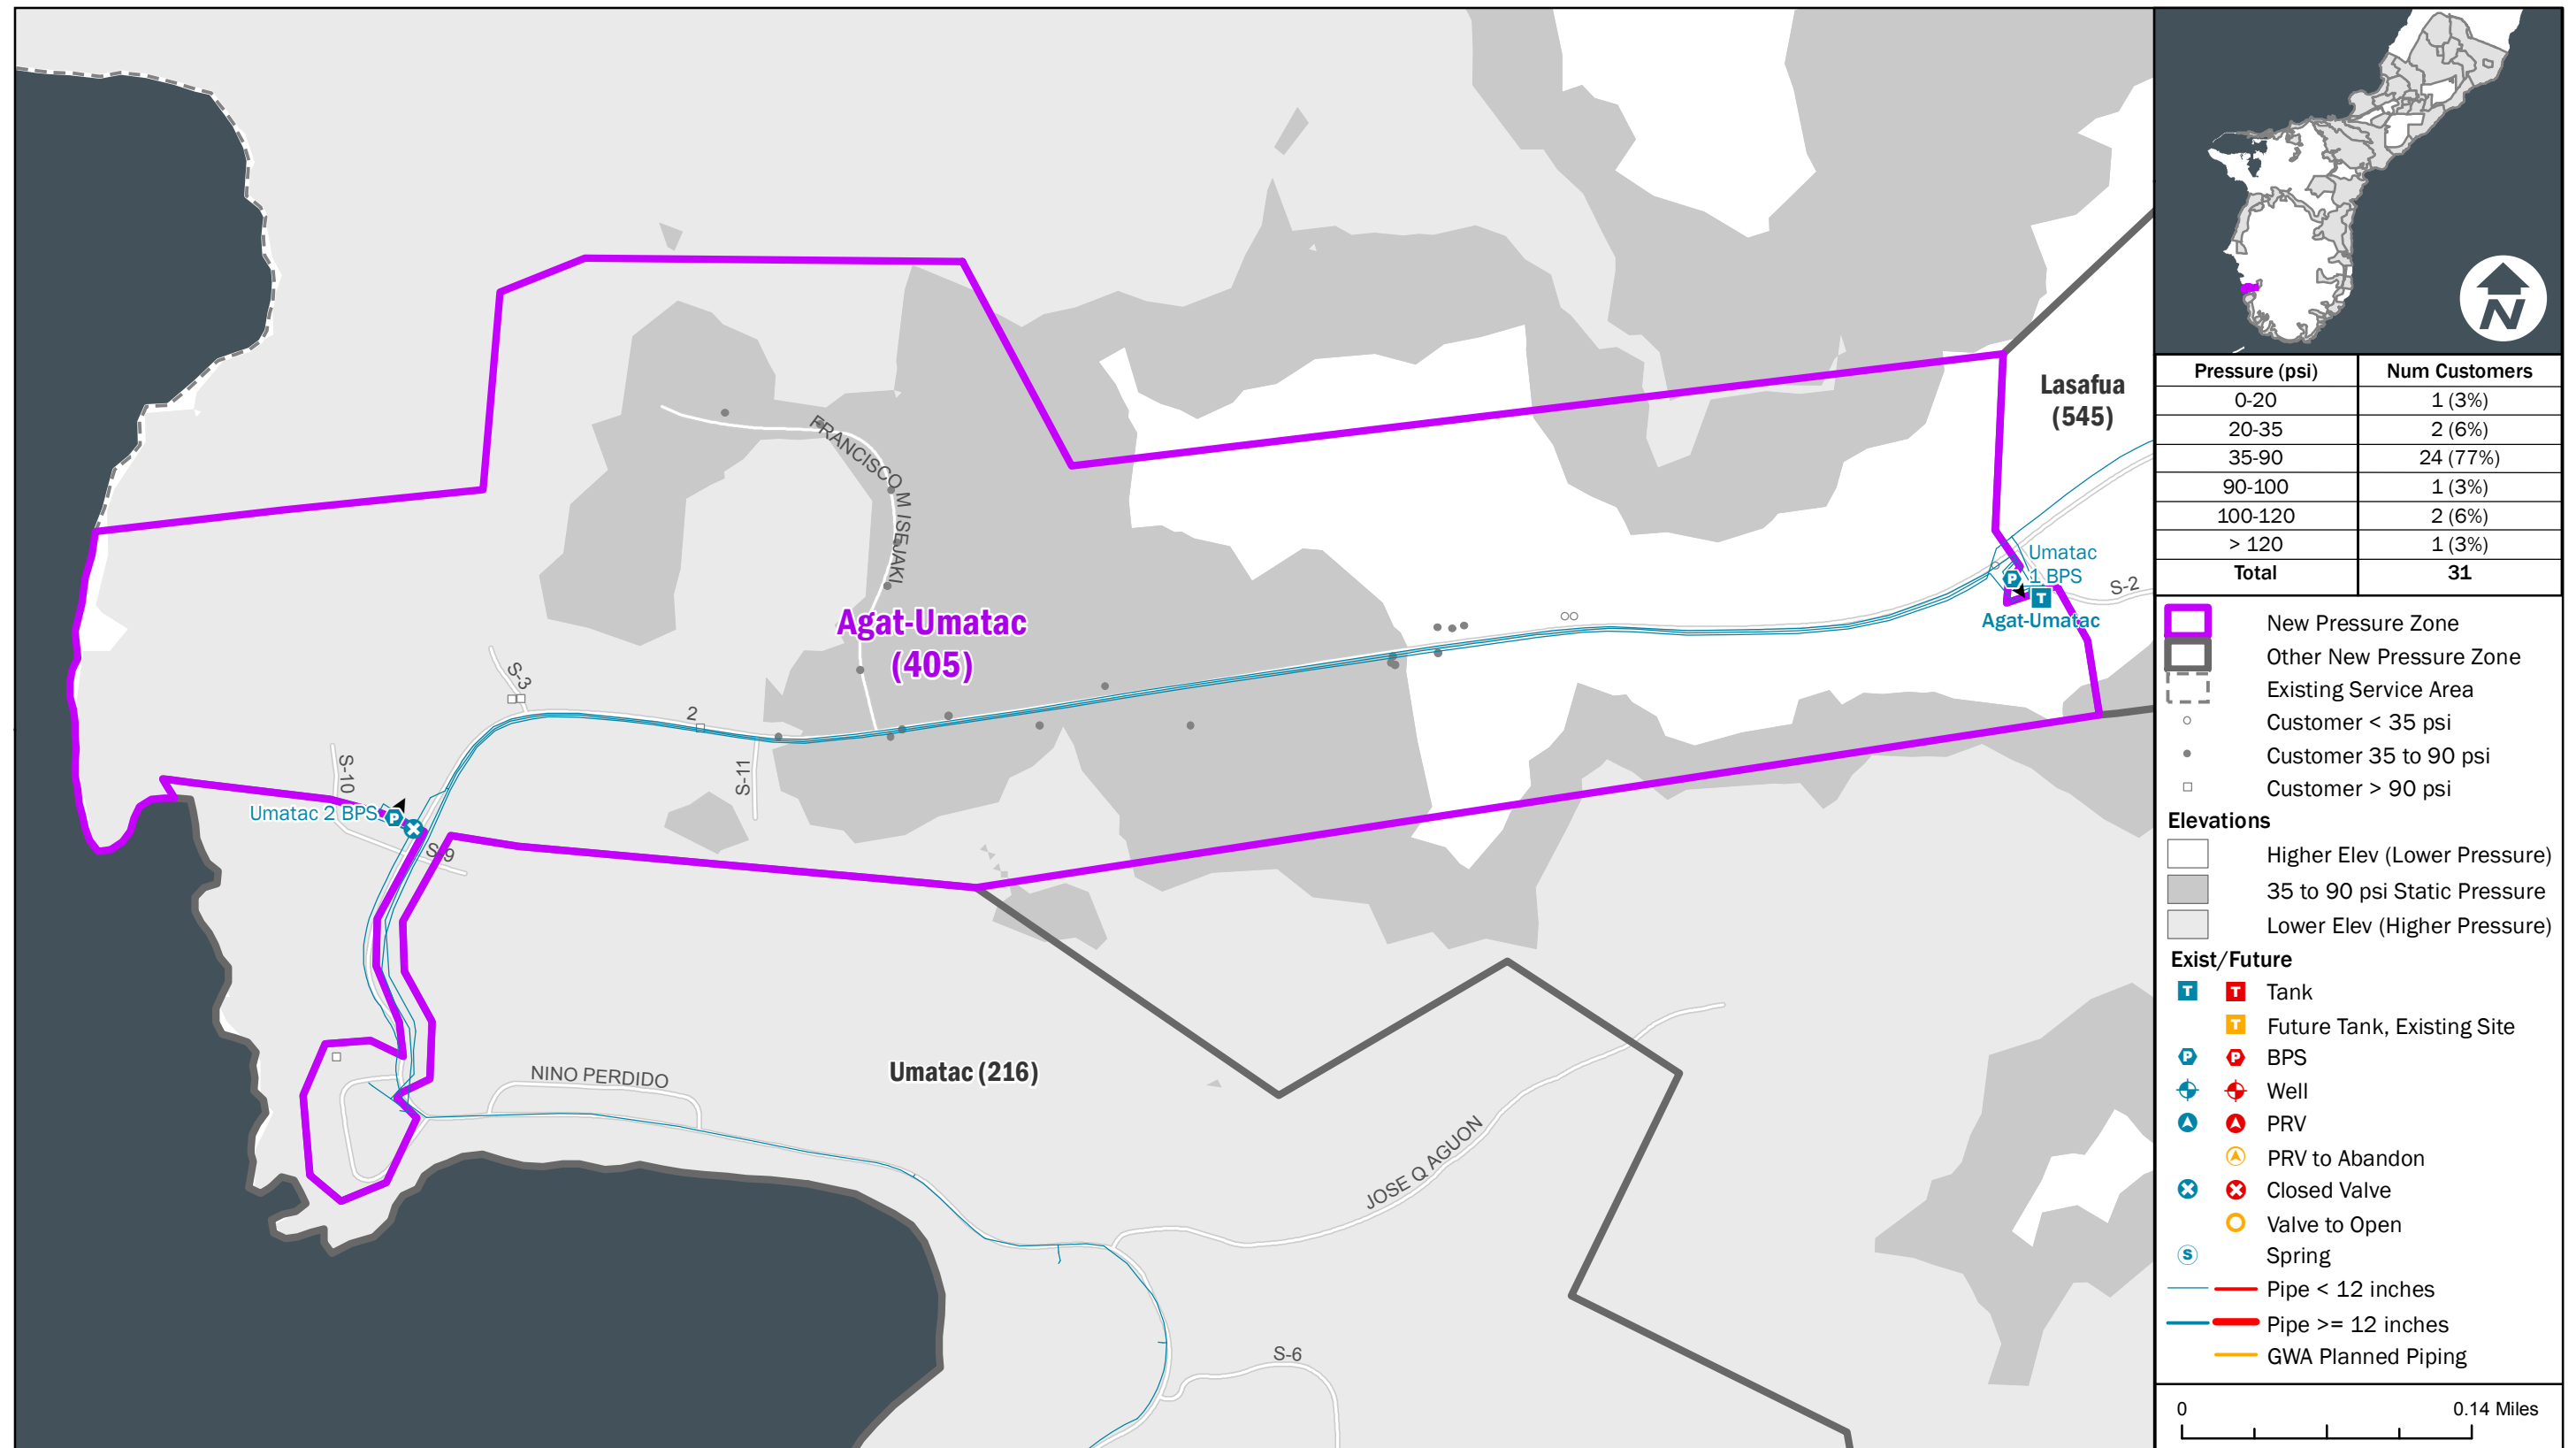 FRANCISCO M ISEJAKI
Agat-Umatac
(405)
Lasafua
(545)
Umatac
1 BPS
S-2
Agat-Umatac
S-3
2
S-10
S-11
Umatac 2 BPS
S-9
NINO PERDIDO
Umatac (216)
JOSE Q AGUON
S-6
N
P
T
P
Pressure (psi) Num Customers
0-20 1 (3%)
20-35 2 (6%)
35-90 24 (77%)
90-100 1 (3%)
100-120 2 (6%)
> 120 1 (3%)
Total 31
New Pressure Zone
Other New Pressure Zone
Existing Service Area
Customer < 35 psi
Customer 35 to 90 psi
Customer > 90 psi
Elevations
Higher Elev (Lower Pressure)
35 to 90 psi Static Pressure
Lower Elev (Higher Pressure)
Exist/Future
T T Tank
T Future Tank, Existing Site
P P BPS
Well
PRV
PRV to Abandon
Closed Valve
Valve to Open
S Spring
Pipe < 12 inches
Pipe >= 12 inches
GWA Planned Piping
0 0.14 Miles